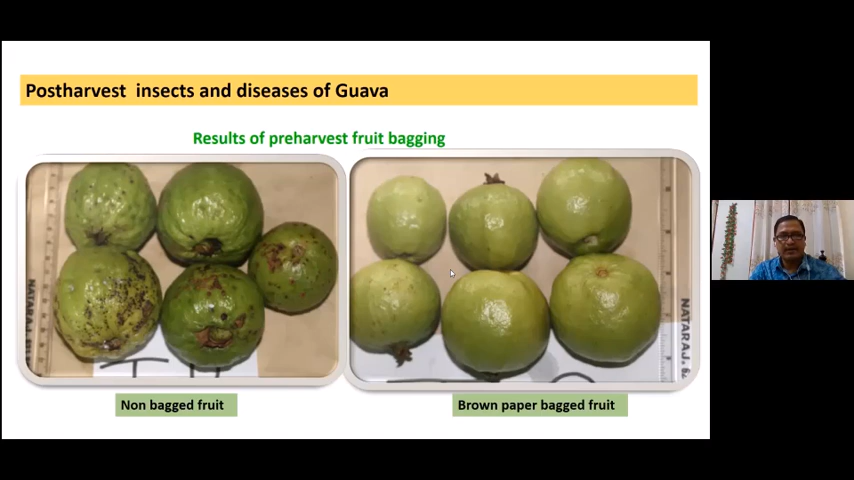 Postharvest insects and diseases of Guava
Results of preharvest fruit bagging
NATARAJ
NATARAJ
Non bagged fruit
Brown paper bagged fruit